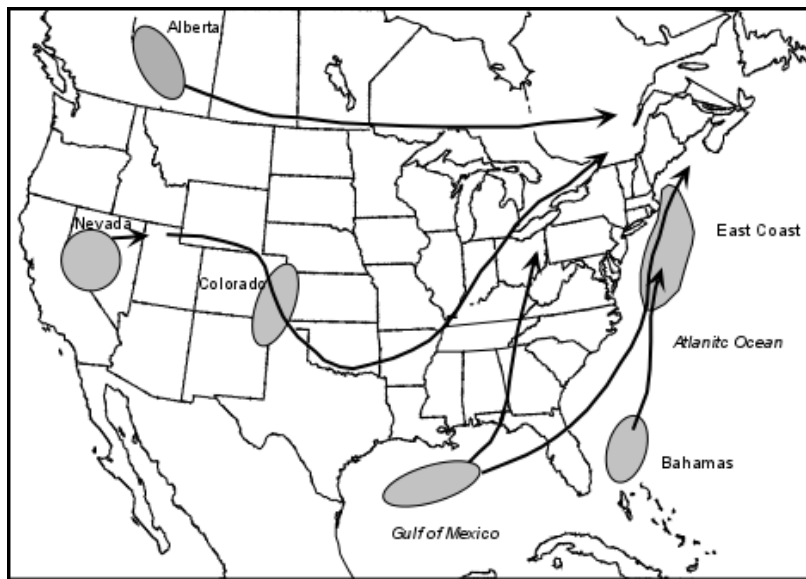 Alberta
Nevada
East Coast
Colorado
Atlanitc Ocean
Bahamas
Gulf of Mexico